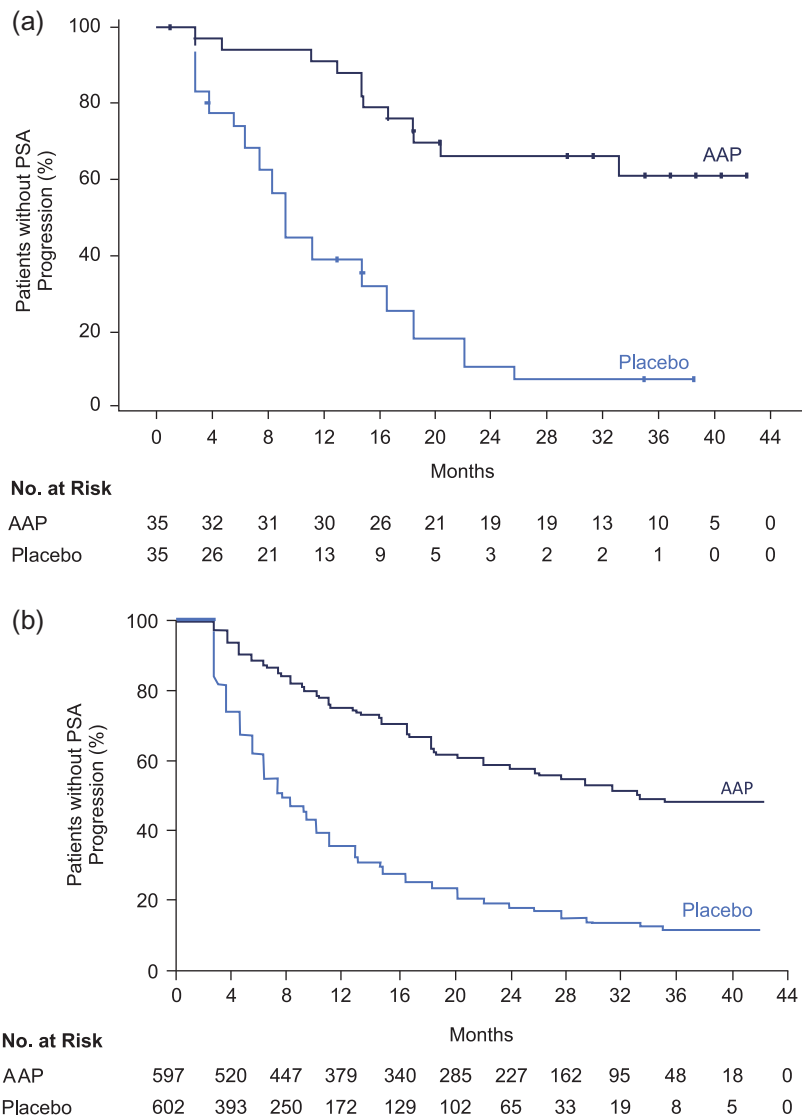 (a)
100
80
60
40
20
0
Patients without PSA
Progression (%)
AAP
Placebo
0 4 8 12 16 20 24 28 32 36 40 44
Months
No. at Risk
AAP 35 32 31 30 26 21 19 19 13 10 5 0
Placebo 35 26 21 13 9 5 3 2 2 1 0 0
(b)
100
80
60
40
20
0
Patients without PSA
Progression (%)
AAP
Placebo
0 4 8 12 16 20 24 28 32 36 40 44
Months
No. at Risk
AAP 597 520 447 379 340 285 227 162 95 48 18 0
Placebo 602 393 250 172 129 102 65 33 19 8 5 0